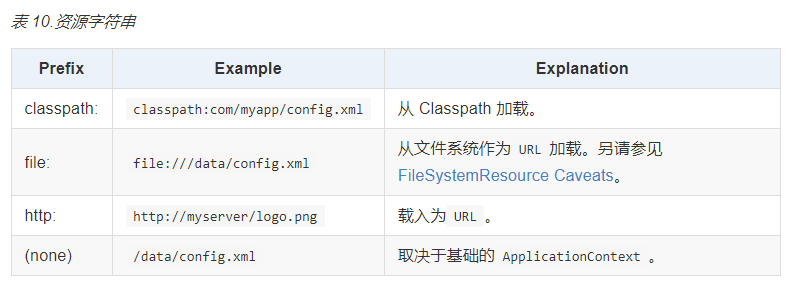 表 10.资源字符串
Prefix Example Explanation
classpath: classpath:com/myapp/config.xml 从 Classpath 加载。
file: file:///data/config.xml 从文件系统作为 URL 加载。另请参见
FileSystemResource Caveats。
http: http://myserver/logo.png 载入为 URL 。
(none) /data/config.xml 取决于基础的 ApplicationContext 。